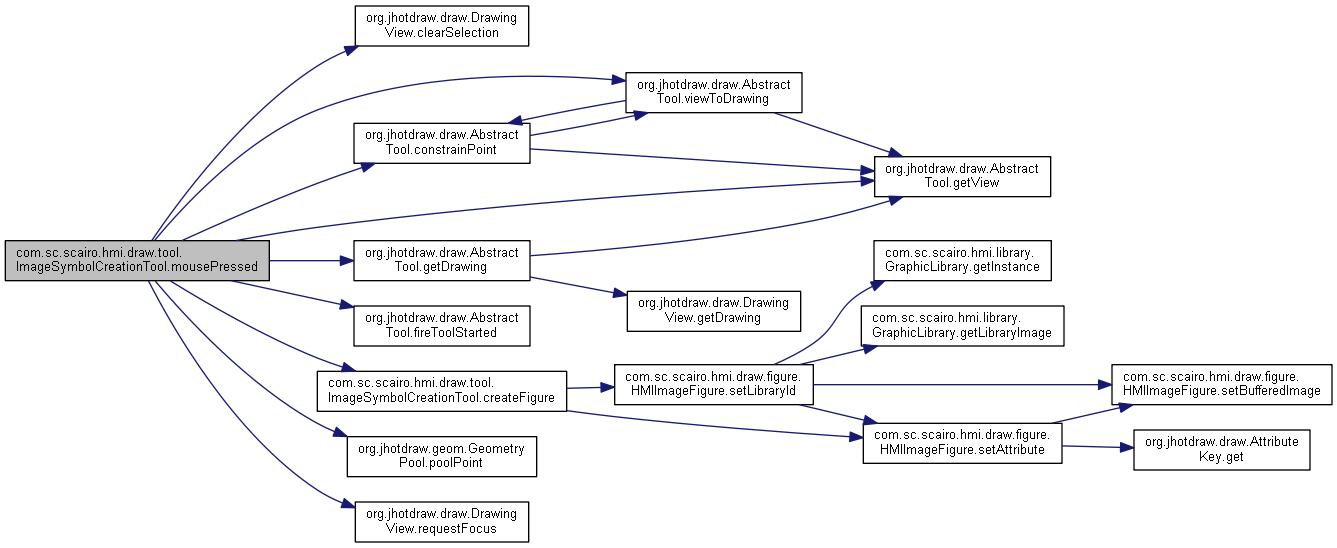 org.jhotdraw.draw.Drawing
View.clearSelection
org.jhotdraw.draw.Abstract
Tool.viewToDrawing
org.jhotdraw.draw.Abstract
Tool.constrainPoint
org.jhotdraw.draw.Abstract
Tool.getView
com.sc.scairo.hmi.draw.tool.
ImageSymbolCreationTool.mousePressed
org.jhotdraw.draw.Abstract
Tool.getDrawing
com.sc.scairo.hmi.library.
GraphicLibrary.getInstance
org.jhotdraw.draw.Drawing
View.getDrawing
org.jhotdraw.draw.Abstract
Tool.fireToolStarted
com.sc.scairo.hmi.library.
GraphicLibrary.getLibraryImage
com.sc.scairo.hmi.draw.tool.
ImageSymbolCreationTool.createFigure
com.sc.scairo.hmi.draw.figure.
HMIImageFigure.setLibraryId
com.sc.scairo.hmi.draw.figure.
HMIImageFigure.setBufferedImage
com.sc.scairo.hmi.draw.figure.
HMIImageFigure.setAttribute
org.jhotdraw.draw.Attribute
Key.get
org.jhotdraw.geom.Geometry
Pool.poolPoint
org.jhotdraw.draw.Drawing
View.requestFocus